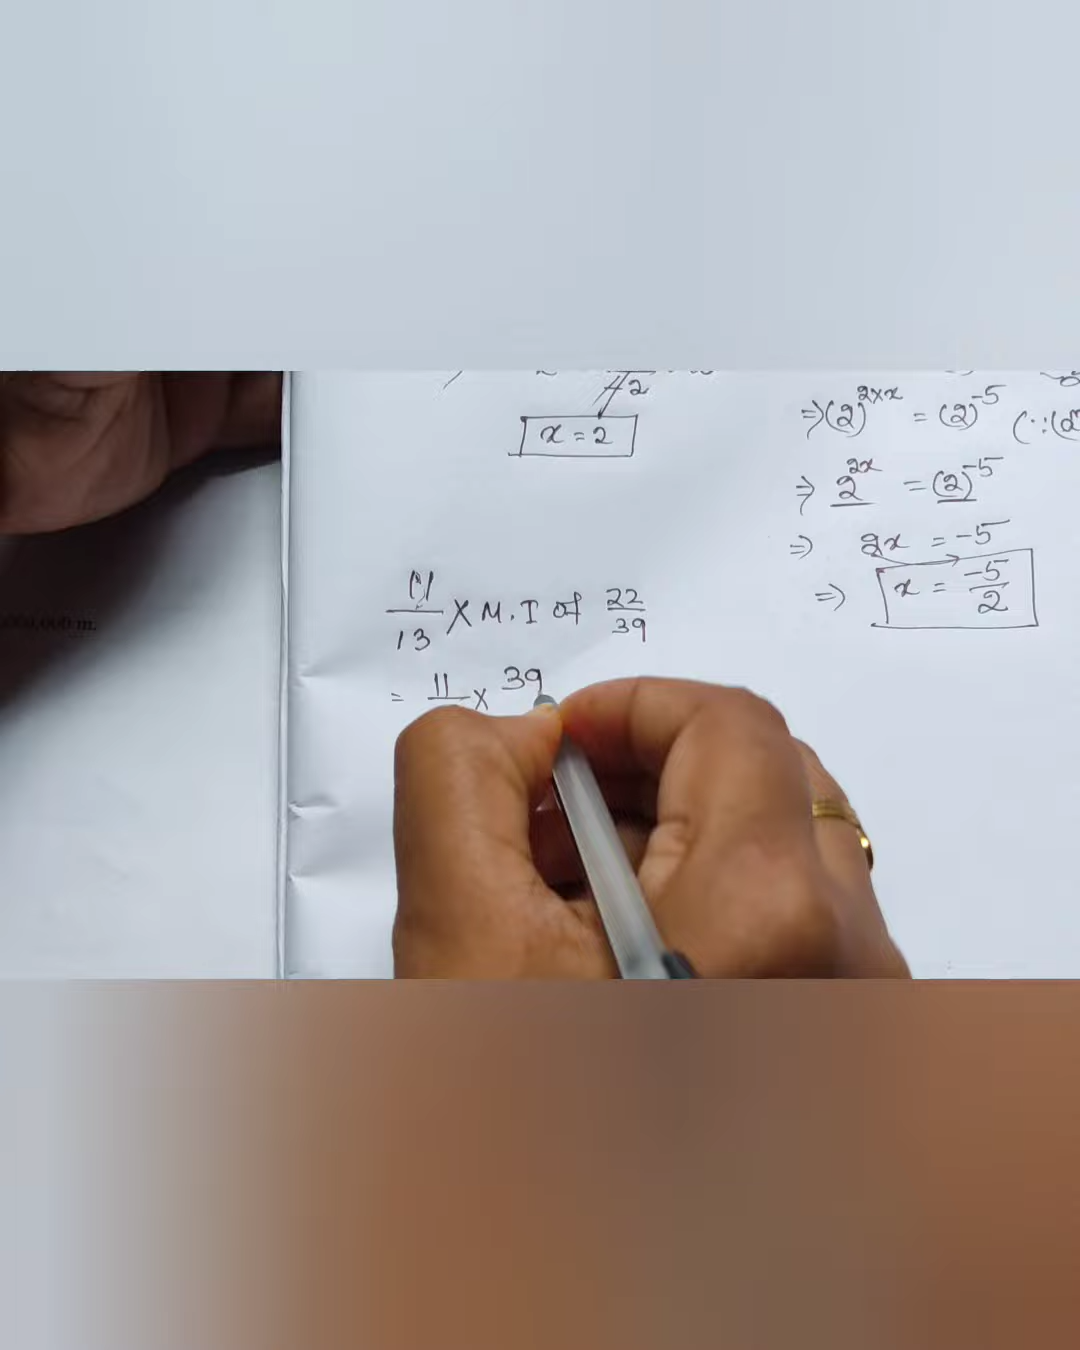 x = 2
11/13 × M.I of 22/39
= 11 × 39
⇒(2)^2×x = (2)^-5 (∵(2
⇒ 2^2x = (2)^-5
⇒ 2x = -5
⇒ x = -5/2